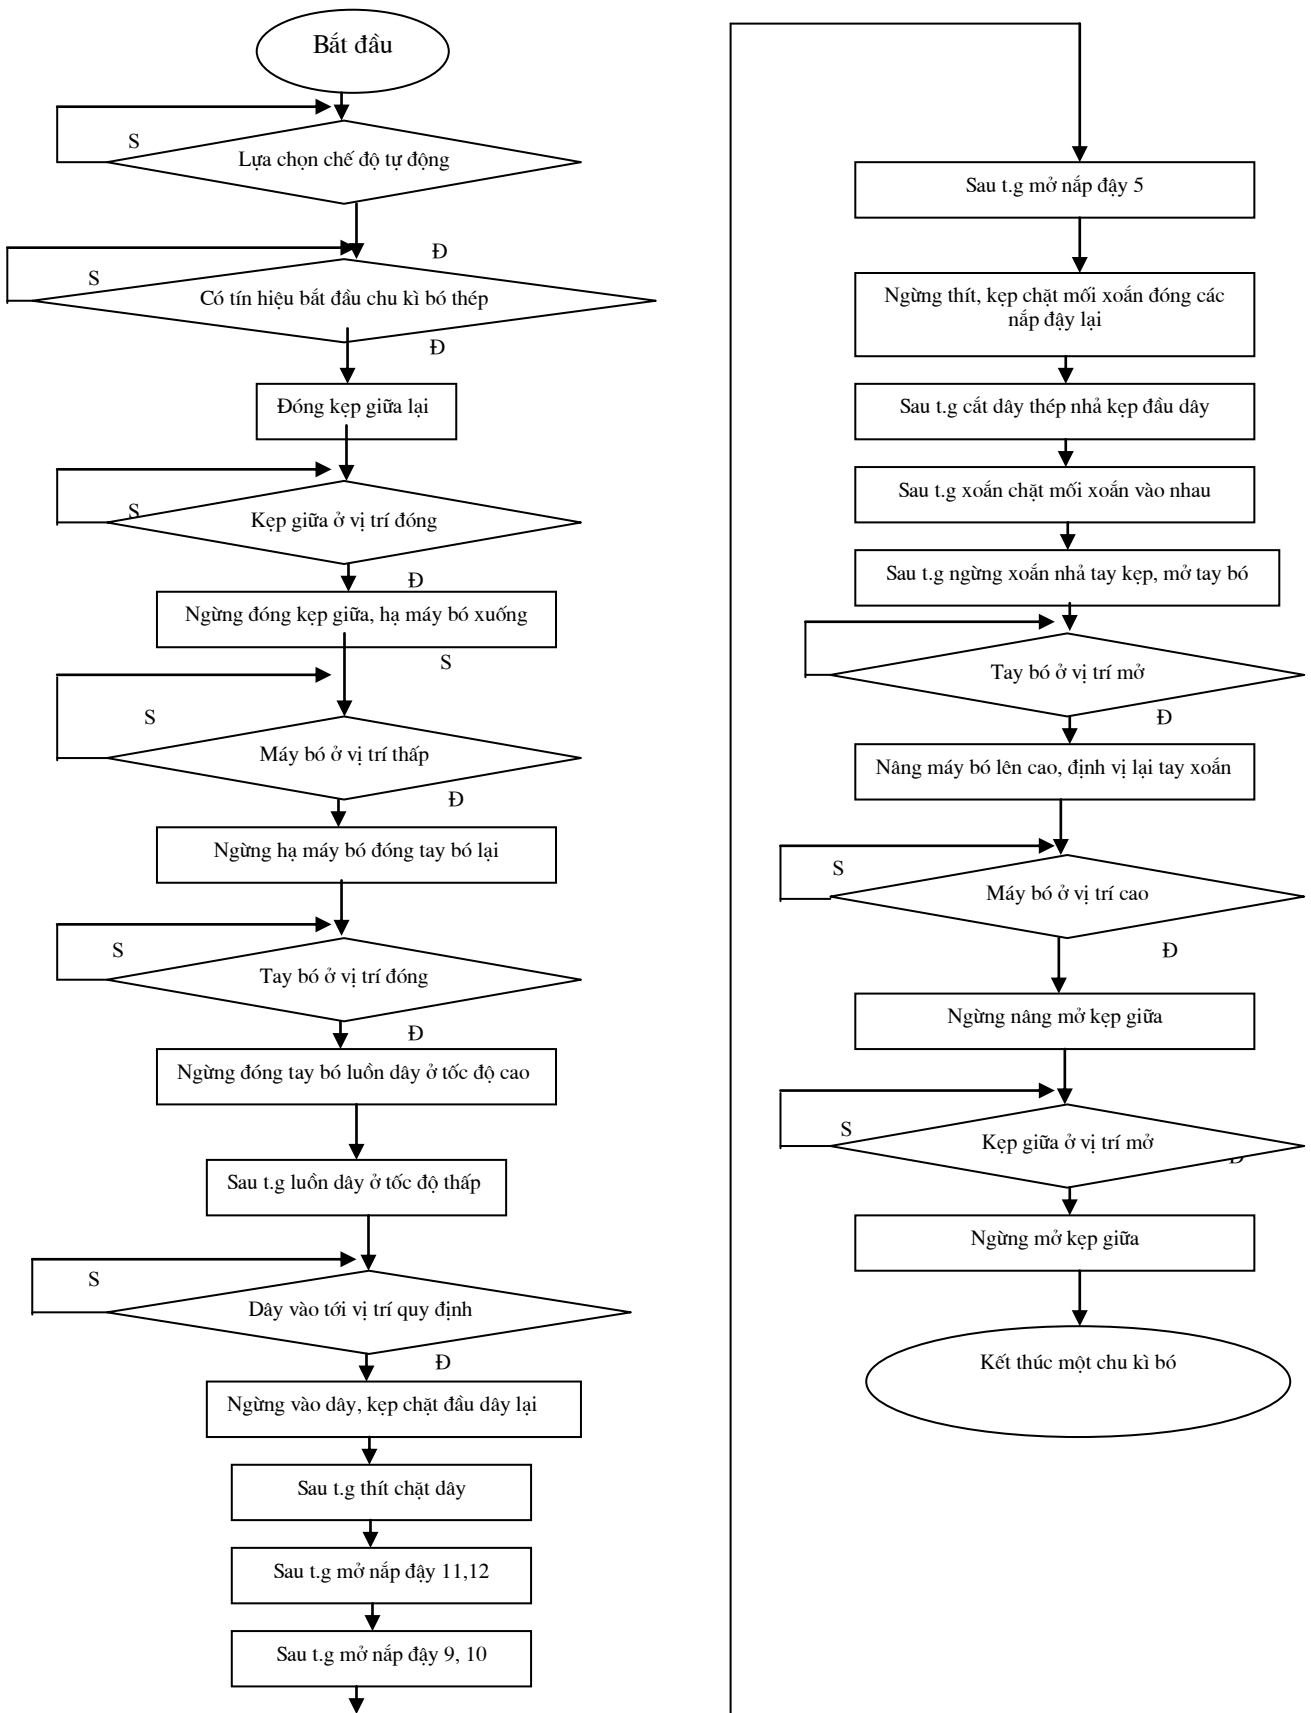 Bắt đầu
S
Lựa chọn chế độ tự động
Đ
S
Có tín hiệu bắt đầu chu kì bó thép
Đ
Đóng kẹp giữa lại
S
Kẹp giữa ở vị trí đóng
Đ
Ngừng đóng kẹp giữa, hạ máy bó xuống
S
S
Máy bó ở vị trí thấp
Đ
Ngừng hạ máy bó đóng tay bó lại
S
Tay bó ở vị trí đóng
Đ
Ngừng đóng tay bó luồn dây ở tốc độ cao
Sau t.g luồn dây ở tốc độ thấp
S
Dây vào tới vị trí quy định
Đ
Ngừng vào dây, kẹp chặt đầu dây lại
Sau t.g thít chặt dây
Sau t.g mở nắp đậy 11,12
Sau t.g mở nắp đậy 9, 10
Sau t.g mở nắp đậy 5
Ngừng thít, kẹp chặt mối xoắn đóng các
nắp đậy lại
Sau t.g cắt dây thép nhả kẹp đầu dây
Sau t.g xoắn chặt mối xoắn vào nhau
Sau t.g ngừng xoắn nhả tay kẹp, mở tay bó
Tay bó ở vị trí mở
Đ
Nâng máy bó lên cao, định vị lại tay xoắn
S
Máy bó ở vị trí cao
Đ
Ngừng nâng mở kẹp giữa
S
Kẹp giữa ở vị trí mở
Đ
Ngừng mở kẹp giữa
Kết thúc một chu kì bó